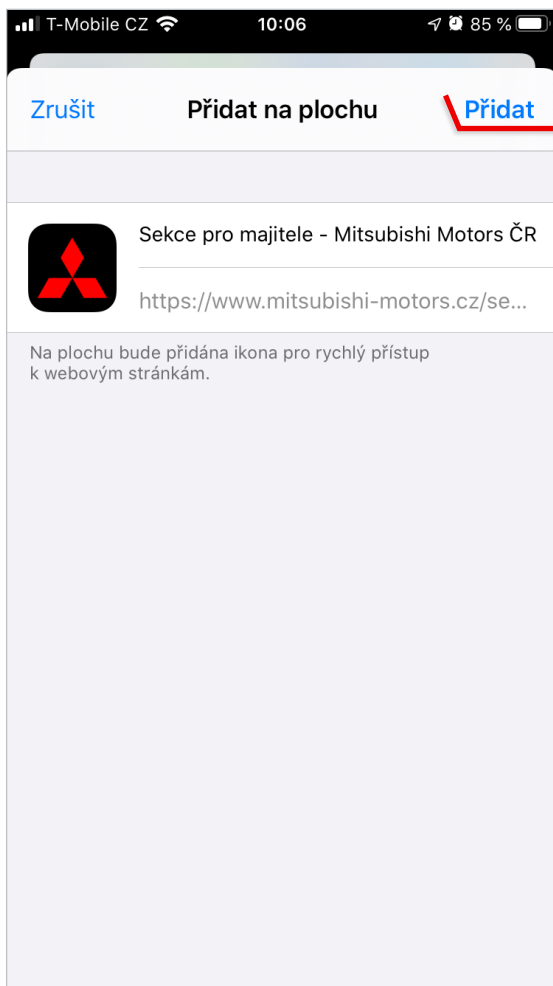 T-Mobile CZ 10:06 85 %
Zrušit Přidat na plochu Přidat
Sekce pro majitele - Mitsubishi Motors ČR
https://www.mitsubishi-motors.cz/se...
Na plochu bude přidána ikona pro rychlý přístup
k webovým stránkám.